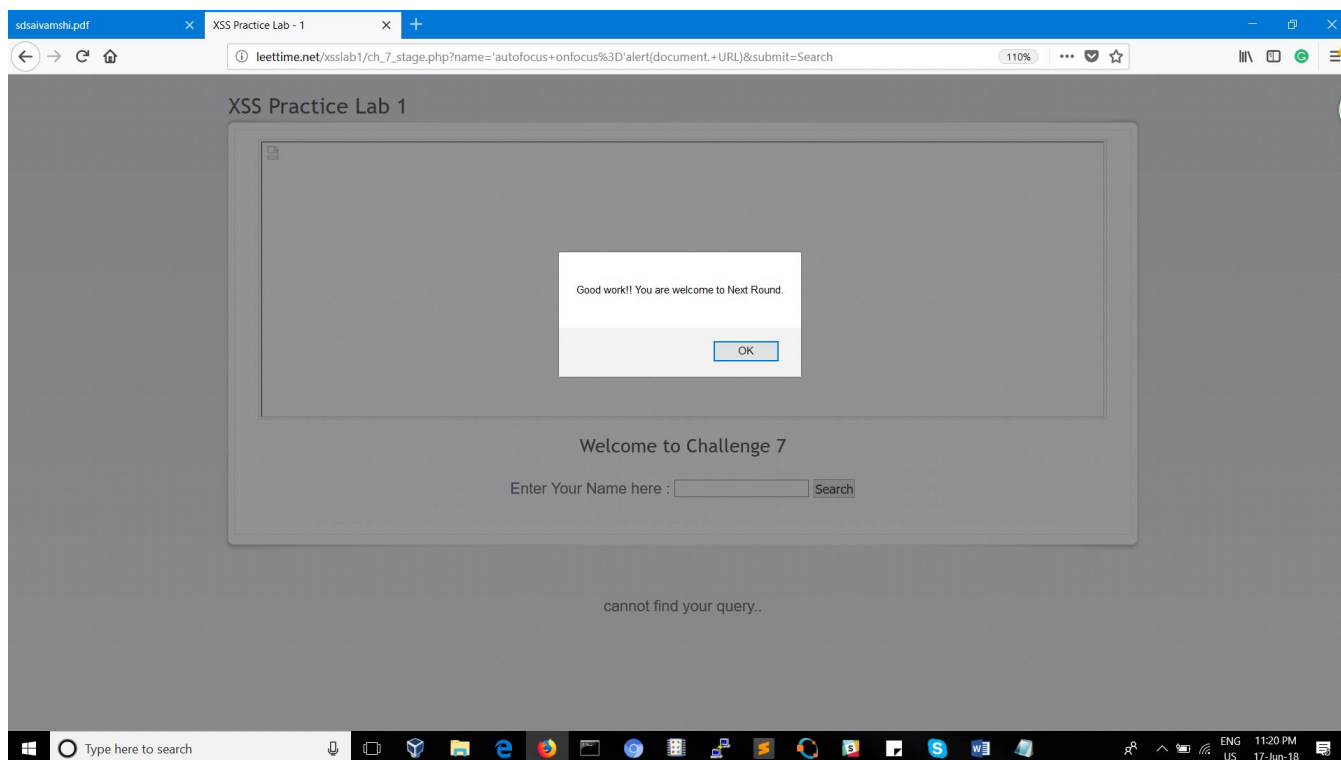 sdsaivamshi.pdf
XSS Practice Lab - 1
leettime.net/xsslab1/ch_7_stage.php?name='autofocus+onfocus%3D'alert(document.+URL)&submit=Search
110%
XSS Practice Lab 1
Good work!! You are welcome to Next Round.
OK
Welcome to Challenge 7
Enter Your Name here :
Search
cannot find your query..
Type here to search
ENG
US
11:20 PM
17-Jun-18